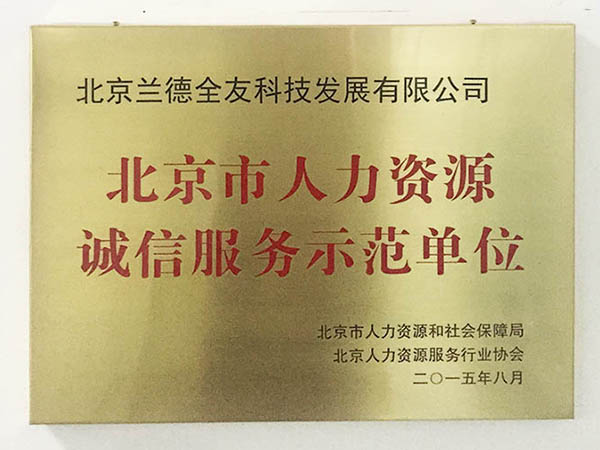 北京兰德全友科技发展有限公司
北京市人力资源
诚信服务示范单位
北京市人力资源和社会保障局
北京人力资源服务行业协会
二〇一五年八月